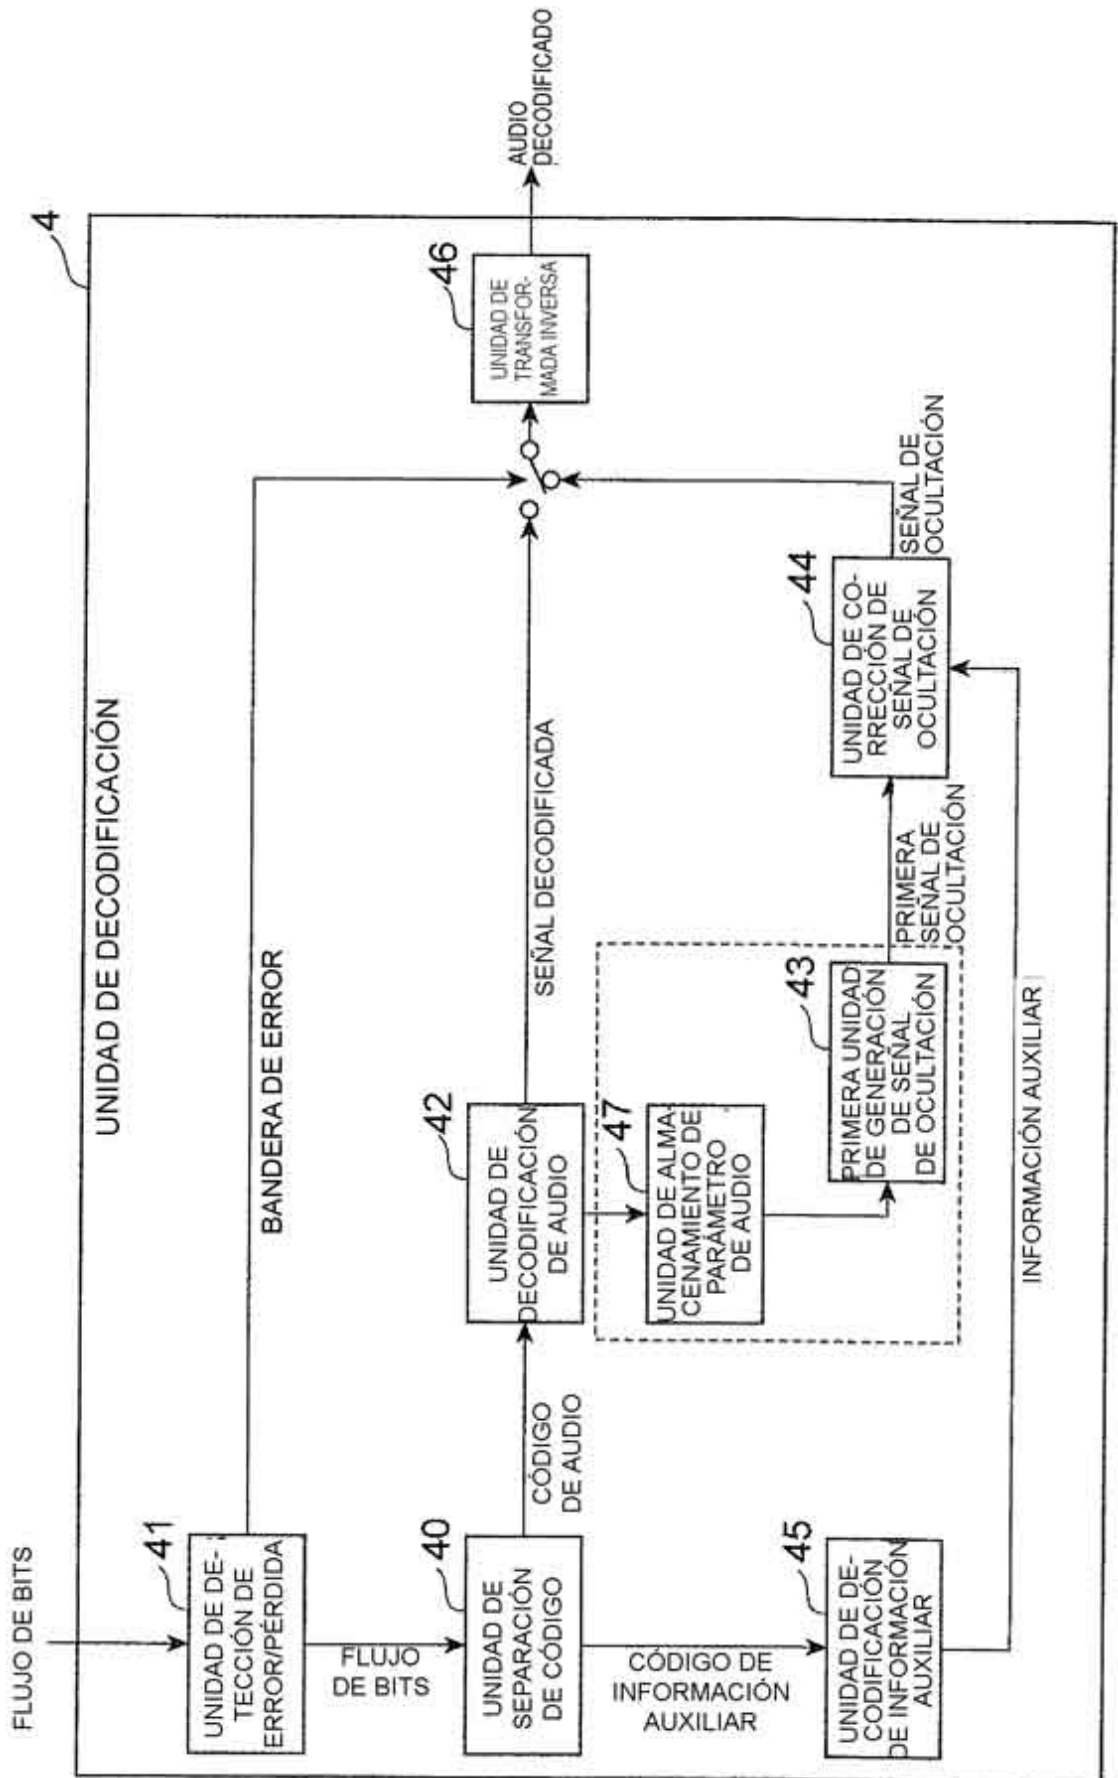 FLUJO DE BITS
UNIDAD DE DECODIFICACIÓN
4
41
UNIDAD DE DE-
TECCIÓN DE
ERROR/PÉRDIDA
BANDERA DE ERROR
FLUJO
DE BITS
40
UNIDAD DE
SEPARACIÓN
DE CÓDIGO
CÓDIGO
DE AUDIO
42
UNIDAD DE
DECODIFICACIÓN
DE AUDIO
SEÑAL DECODIFICADA
46
UNIDAD DE
TRANSFOR-
MADA INVERSA
AUDIO
DECODIFICADO
47
UNIDAD DE ALMA-
CENAMIENTO DE
PARÁMETRO
DE AUDIO
43
PRIMERA UNIDAD
DE GENERACIÓN
DE SEÑAL
DE OCULTACIÓN
PRIMERA
SEÑAL DE
OCULTACIÓN
44
UNIDAD DE CO-
RRECCIÓN DE
SEÑAL DE
OCULTACIÓN
SEÑAL DE
OCULTACIÓN
CÓDIGO DE
INFORMACIÓN
AUXILIAR
45
UNIDAD DE DE-
CODIFICACIÓN
DE INFORMACIÓN
AUXILIAR
INFORMACIÓN AUXILIAR